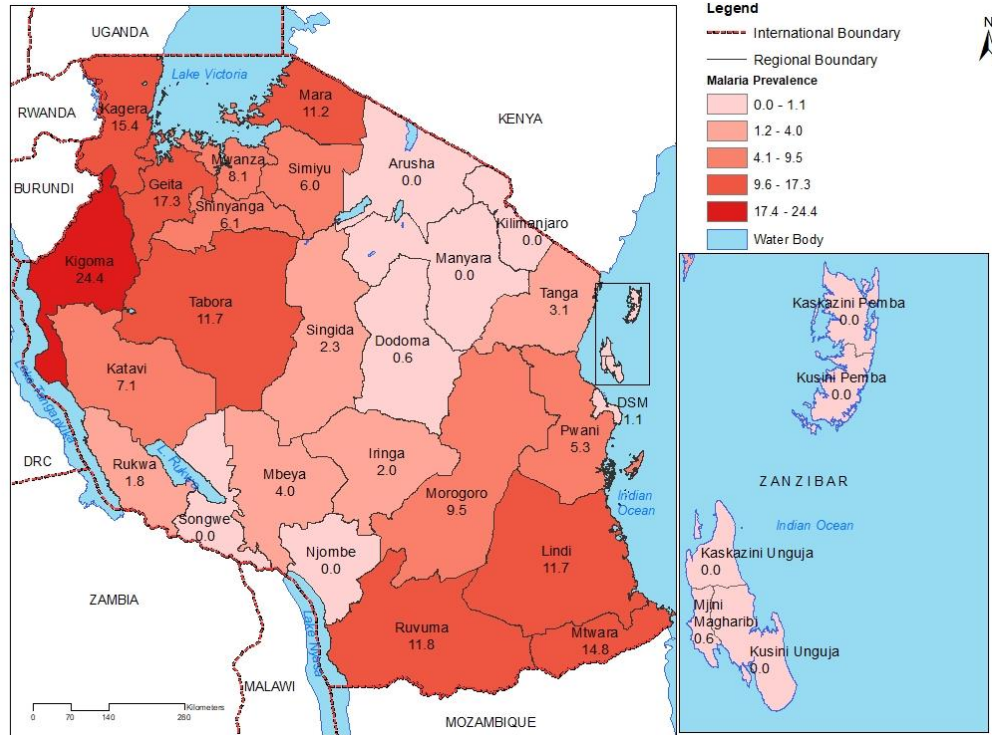 Legend
International Boundary
Regional Boundary
Malaria Prevalence
0.0 - 1.1
1.2 - 4.0
4.1 - 9.5
9.6 - 17.3
17.4 - 24.4
Water Body
N
UGANDA
Lake Victoria
RWANDA
Kagera
15.4
Mara
11.2
KENYA
BURUNDI
Mwanza
8.1
Simiyu
6.0
Arusha
0.0
Geita
17.3
Shinyanga
6.1
Kilimanjaro
0.0
Kigoma
24.4
Manyara
0.0
Tabora
11.7
Tanga
3.1
Singida
2.3
Dodoma
0.6
Katavi
7.1
Lake Tanganyika
DSM
1.1
Pwani
5.3
DRC
Rukwa
1.8
L. Rukwa
Mbeya
4.0
Iringa
2.0
Morogoro
9.5
Indian
Ocean
Songwe
0.0
Njombe
0.0
Lindi
11.7
ZAMBIA
Lake Nyasa
Ruvuma
11.8
Mtwara
14.8
MALAWI
MOZAMBIQUE
Kilometers
0 70 140 280
Kaskazini Pemba
0.0
Kusini Pemba
0.0
ZANZIBAR
Indian Ocean
Kaskazini Unguja
0.0
Mjini
Magharibi
0.6
Kusini Unguja
0.0